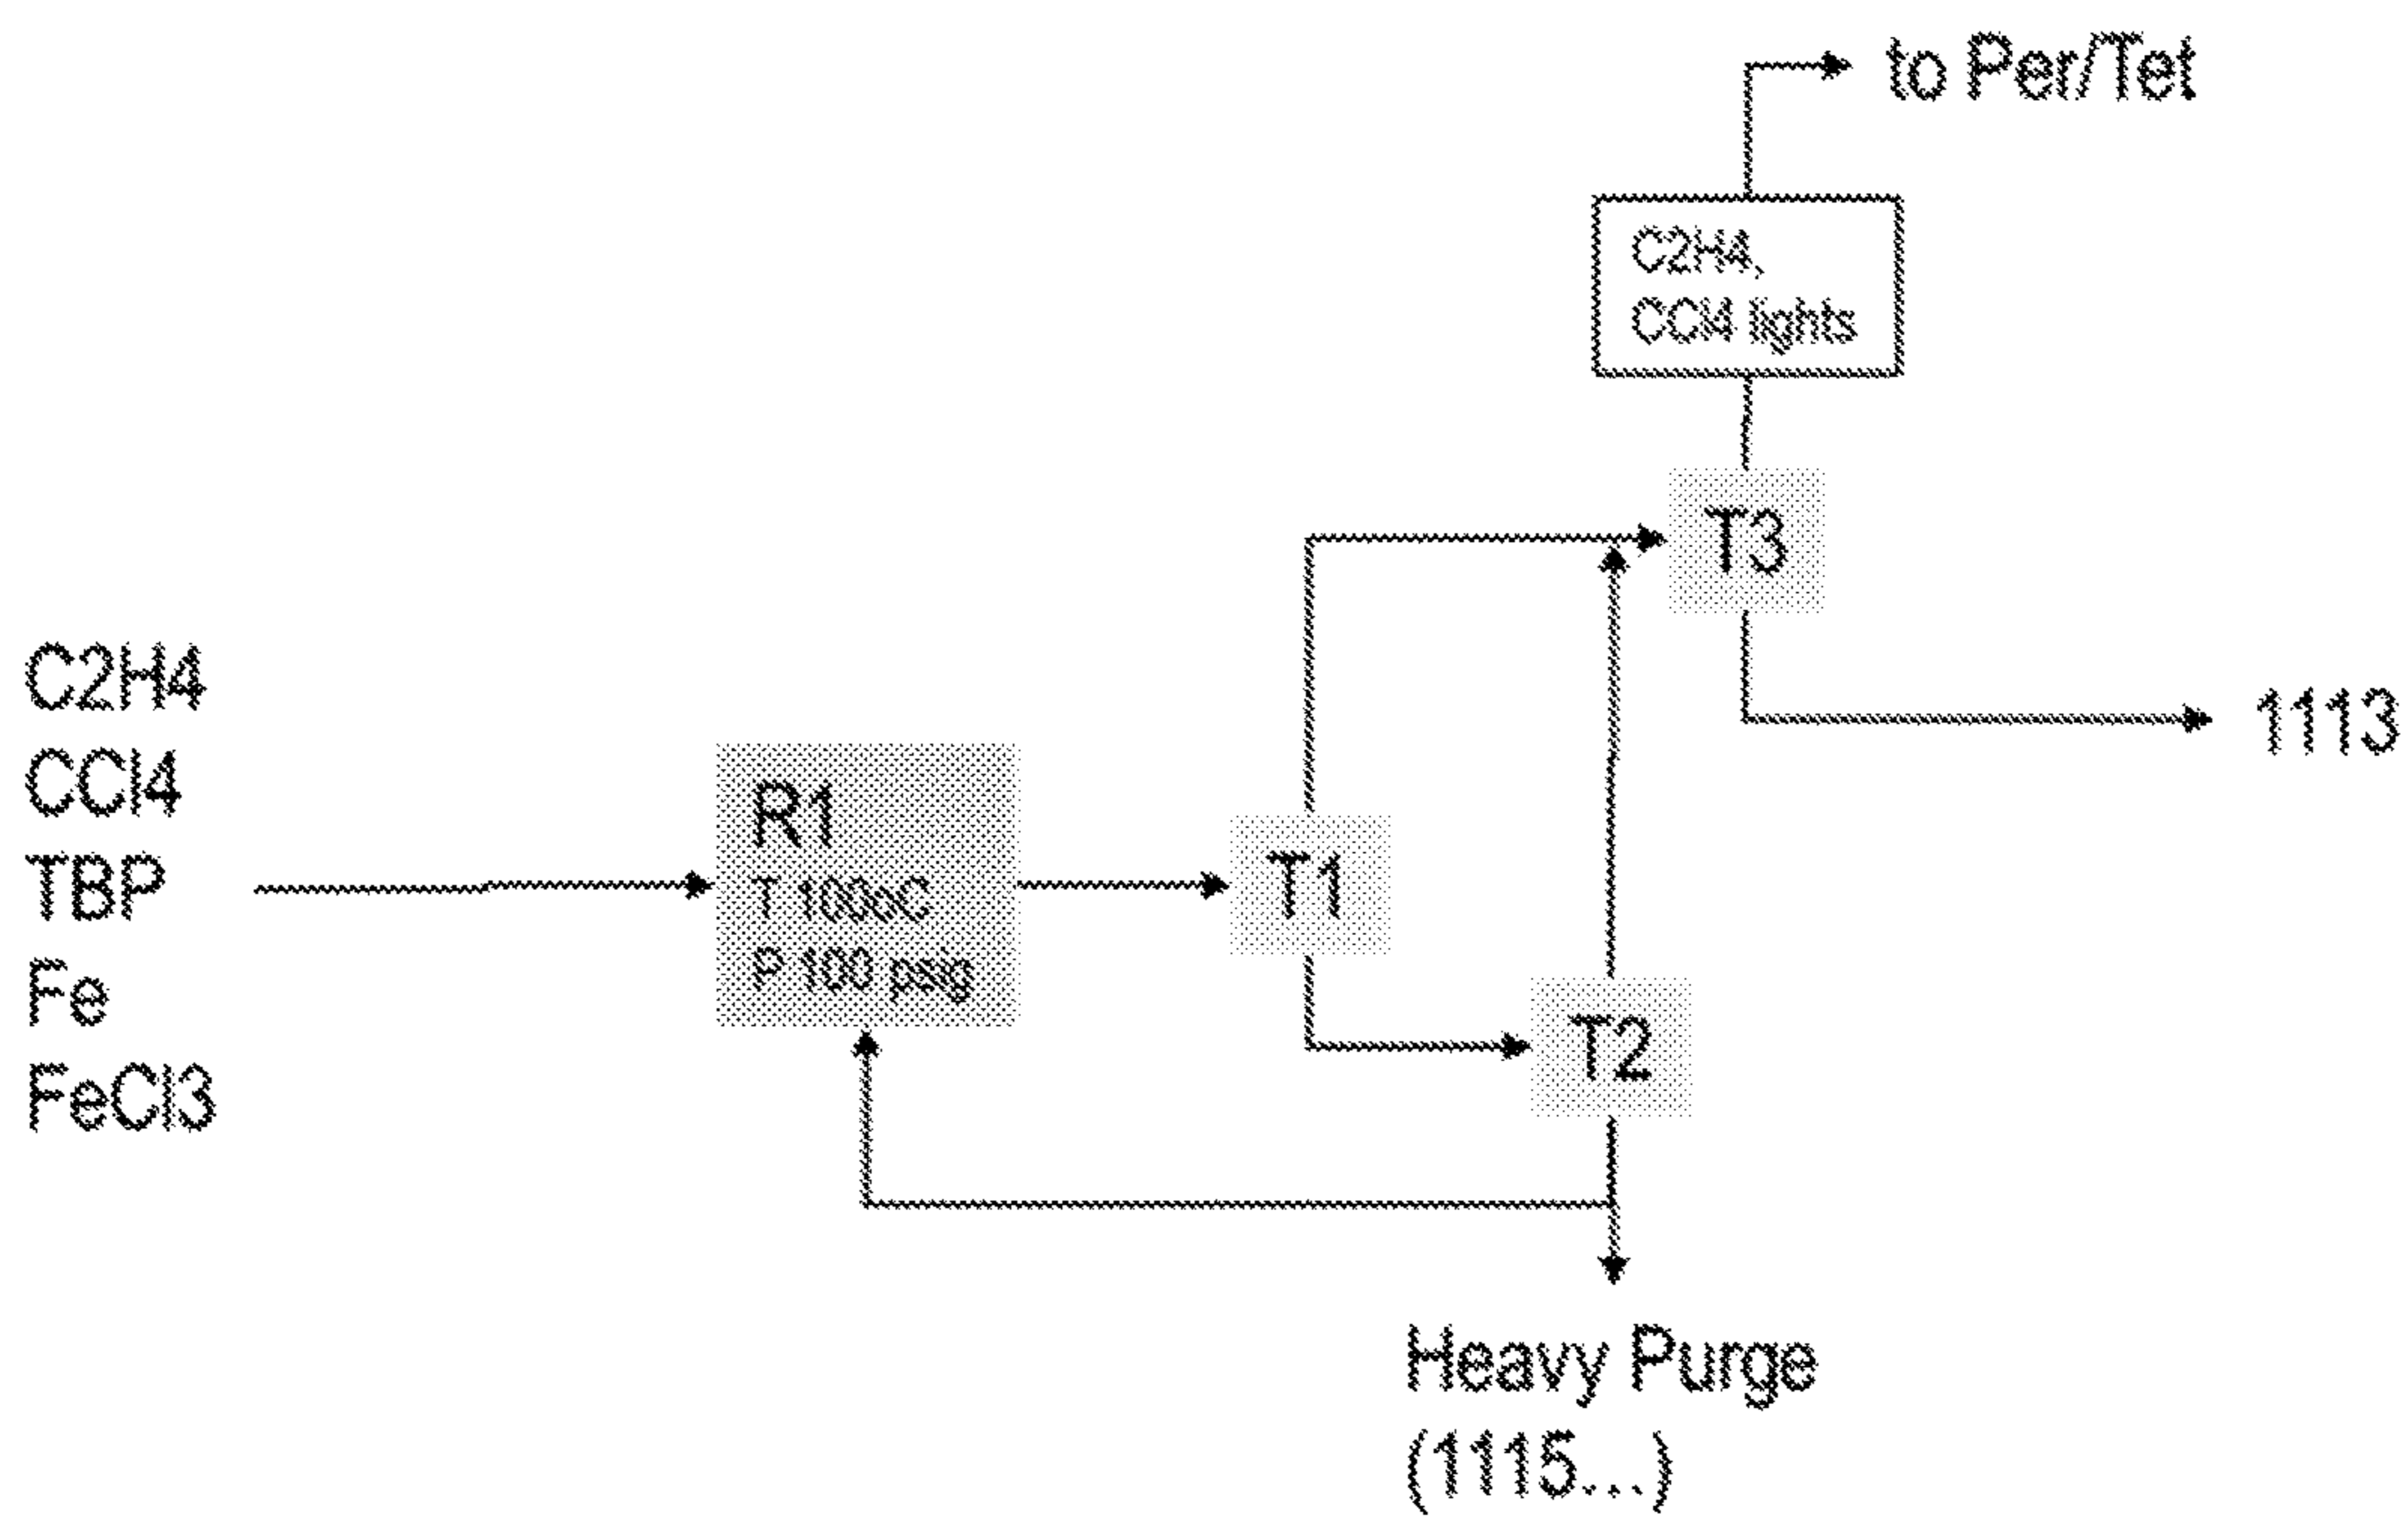 to Per/Tet
C2H4,
CCl4 lights
T3
C2H4
CCl4
TBP
Fe
FeCl3
1113
R1
T 100oC
P 100 psig
T1
T2
Heavy Purge
(1115...)